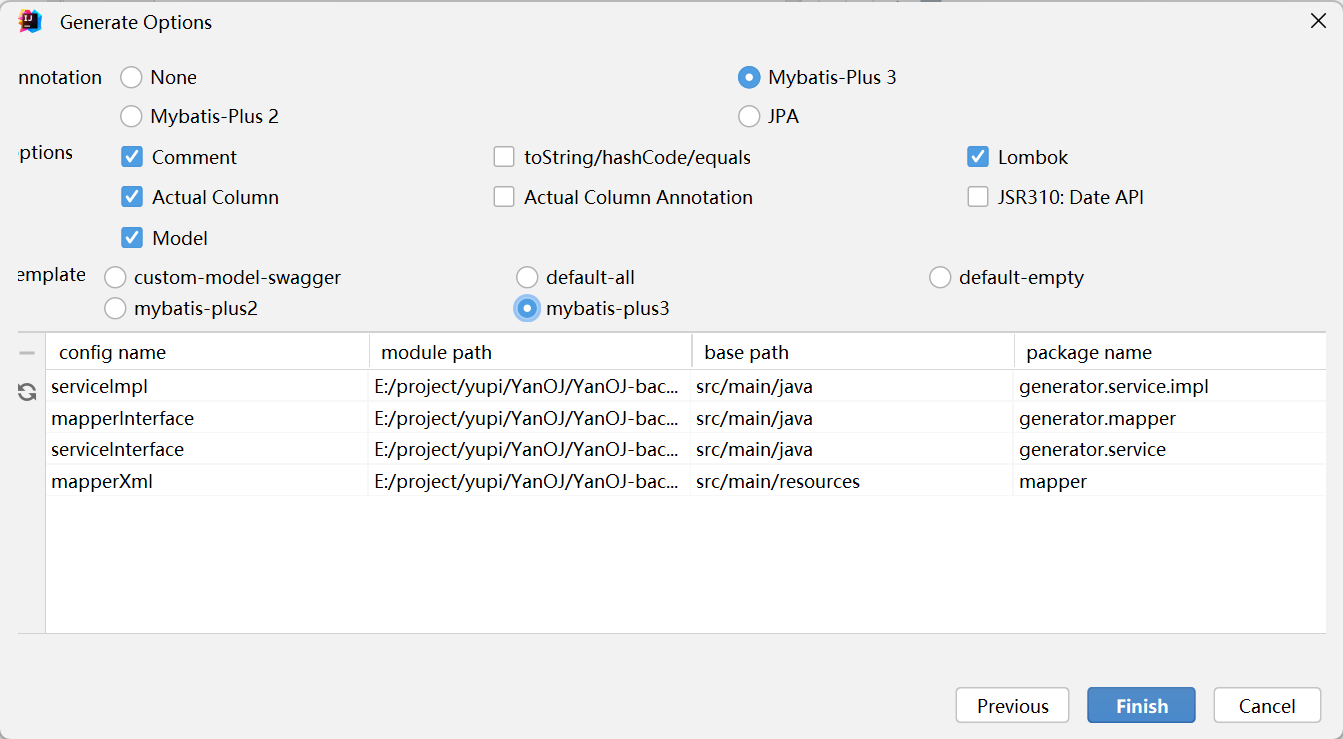 Generate Options
nnotation None Mybatis-Plus 3
Mybatis-Plus 2 JPA
ptions Comment toString/hashCode/equals Lombok
Actual Column Actual Column Annotation JSR310: Date API
Model
emplate custom-model-swagger default-all default-empty
mybatis-plus2 mybatis-plus3
config name module path base path package name
serviceImpl E:/project/yupi/YanOJ/YanOJ-bac... src/main/java generator.service.impl
mapperInterface E:/project/yupi/YanOJ/YanOJ-bac... src/main/java generator.mapper
serviceInterface E:/project/yupi/YanOJ/YanOJ-bac... src/main/java generator.service
mapperXml E:/project/yupi/YanOJ/YanOJ-bac... src/main/resources mapper
Previous Finish Cancel